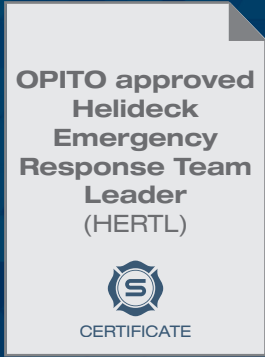 OPITO approved
Helideck
Emergency
Response Team
Leader
(HERTL)
S
CERTIFICATE